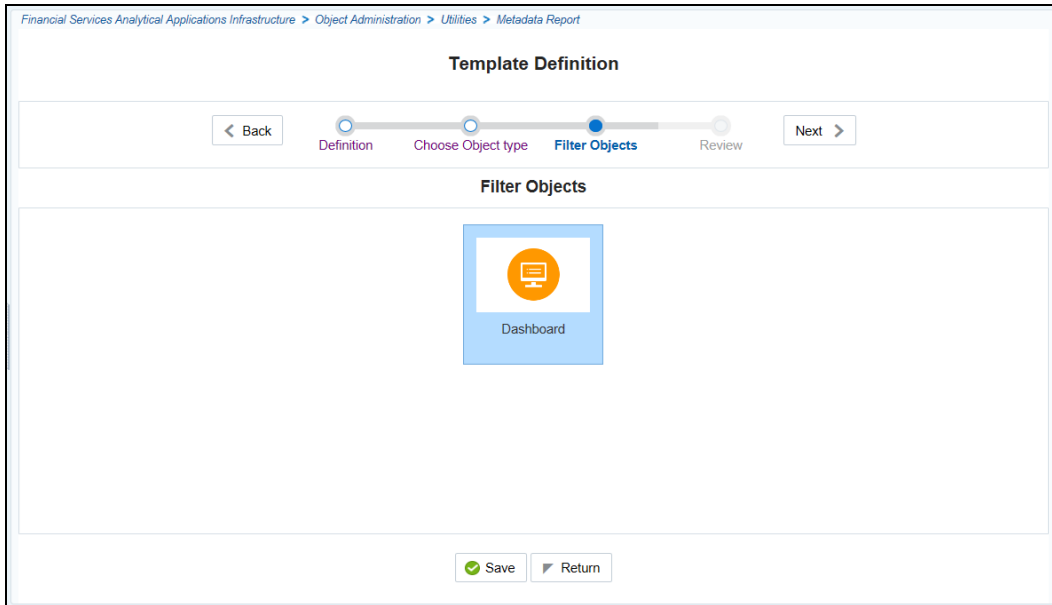 Financial Services Analytical Applications Infrastructure > Object Administration > Utilities > Metadata Report
Template Definition
Back
Definition
Choose Object type
Filter Objects
Review
Next
Filter Objects
Dashboard
Save
Return